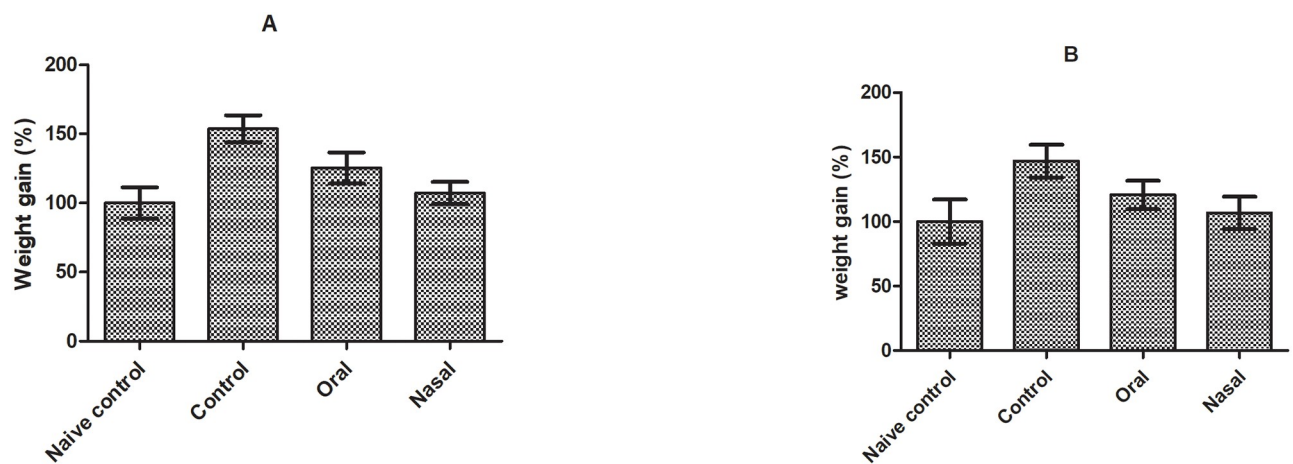 A
Weight gain (%)
200
150
100
50
0
Naive control
Control
Oral
Nasal
B
weight gain (%)
200
150
100
50
0
Naive control
Control
Oral
Nasal